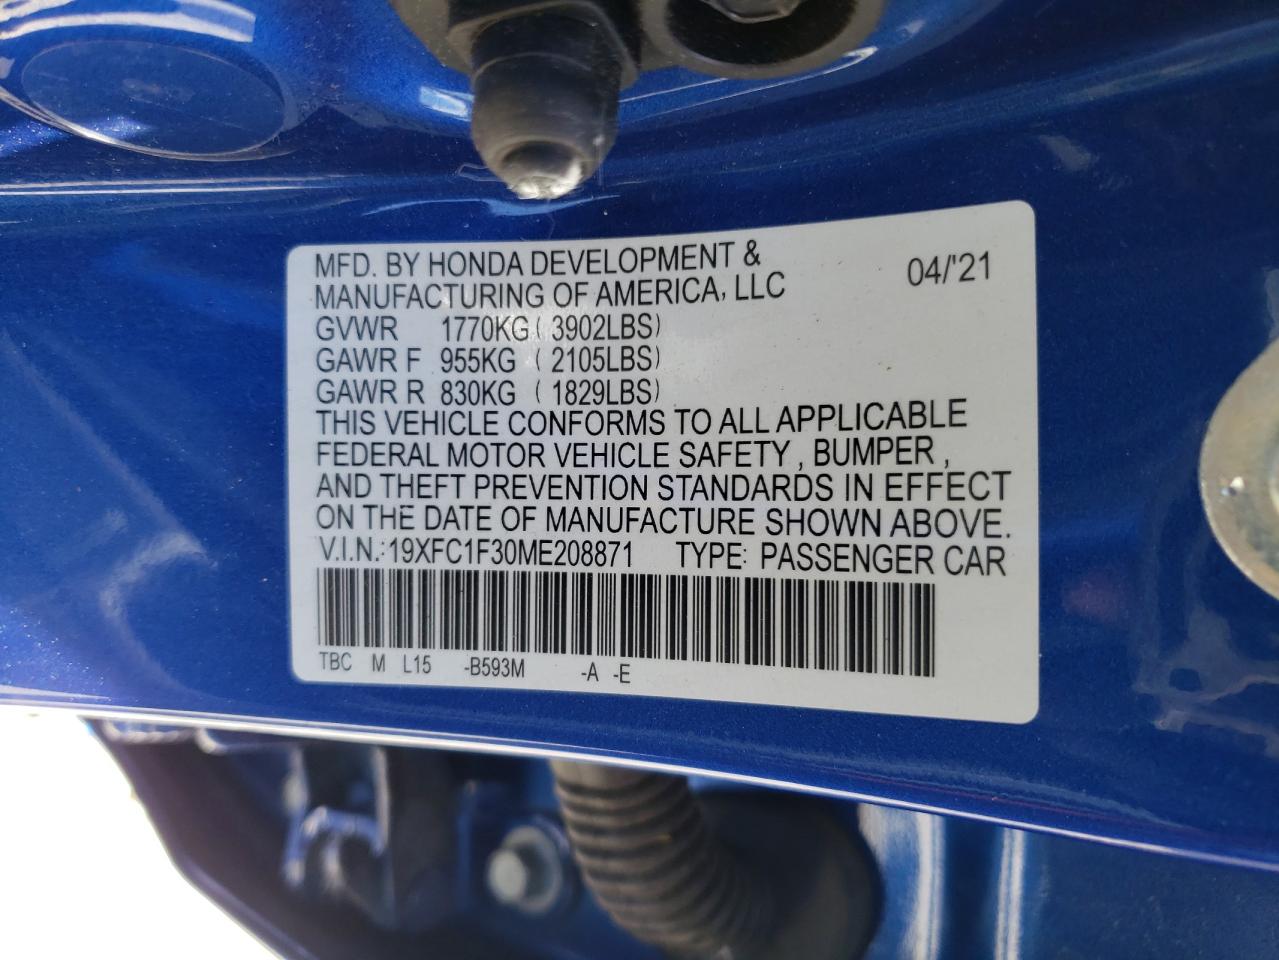 MFD. BY HONDA DEVELOPMENT & 04/'21
MANUFACTURING OF AMERICA, LLC
GVWR 1770KG ( 3902LBS)
GAWR F 955KG ( 2105LBS)
GAWR R 830KG ( 1829LBS)
THIS VEHICLE CONFORMS TO ALL APPLICABLE
FEDERAL MOTOR VEHICLE SAFETY , BUMPER ,
AND THEFT PREVENTION STANDARDS IN EFFECT
ON THE DATE OF MANUFACTURE SHOWN ABOVE.
V.I.N.:19XFC1F30ME208871 TYPE: PASSENGER CAR
TBC M L15 -B593M -A -E